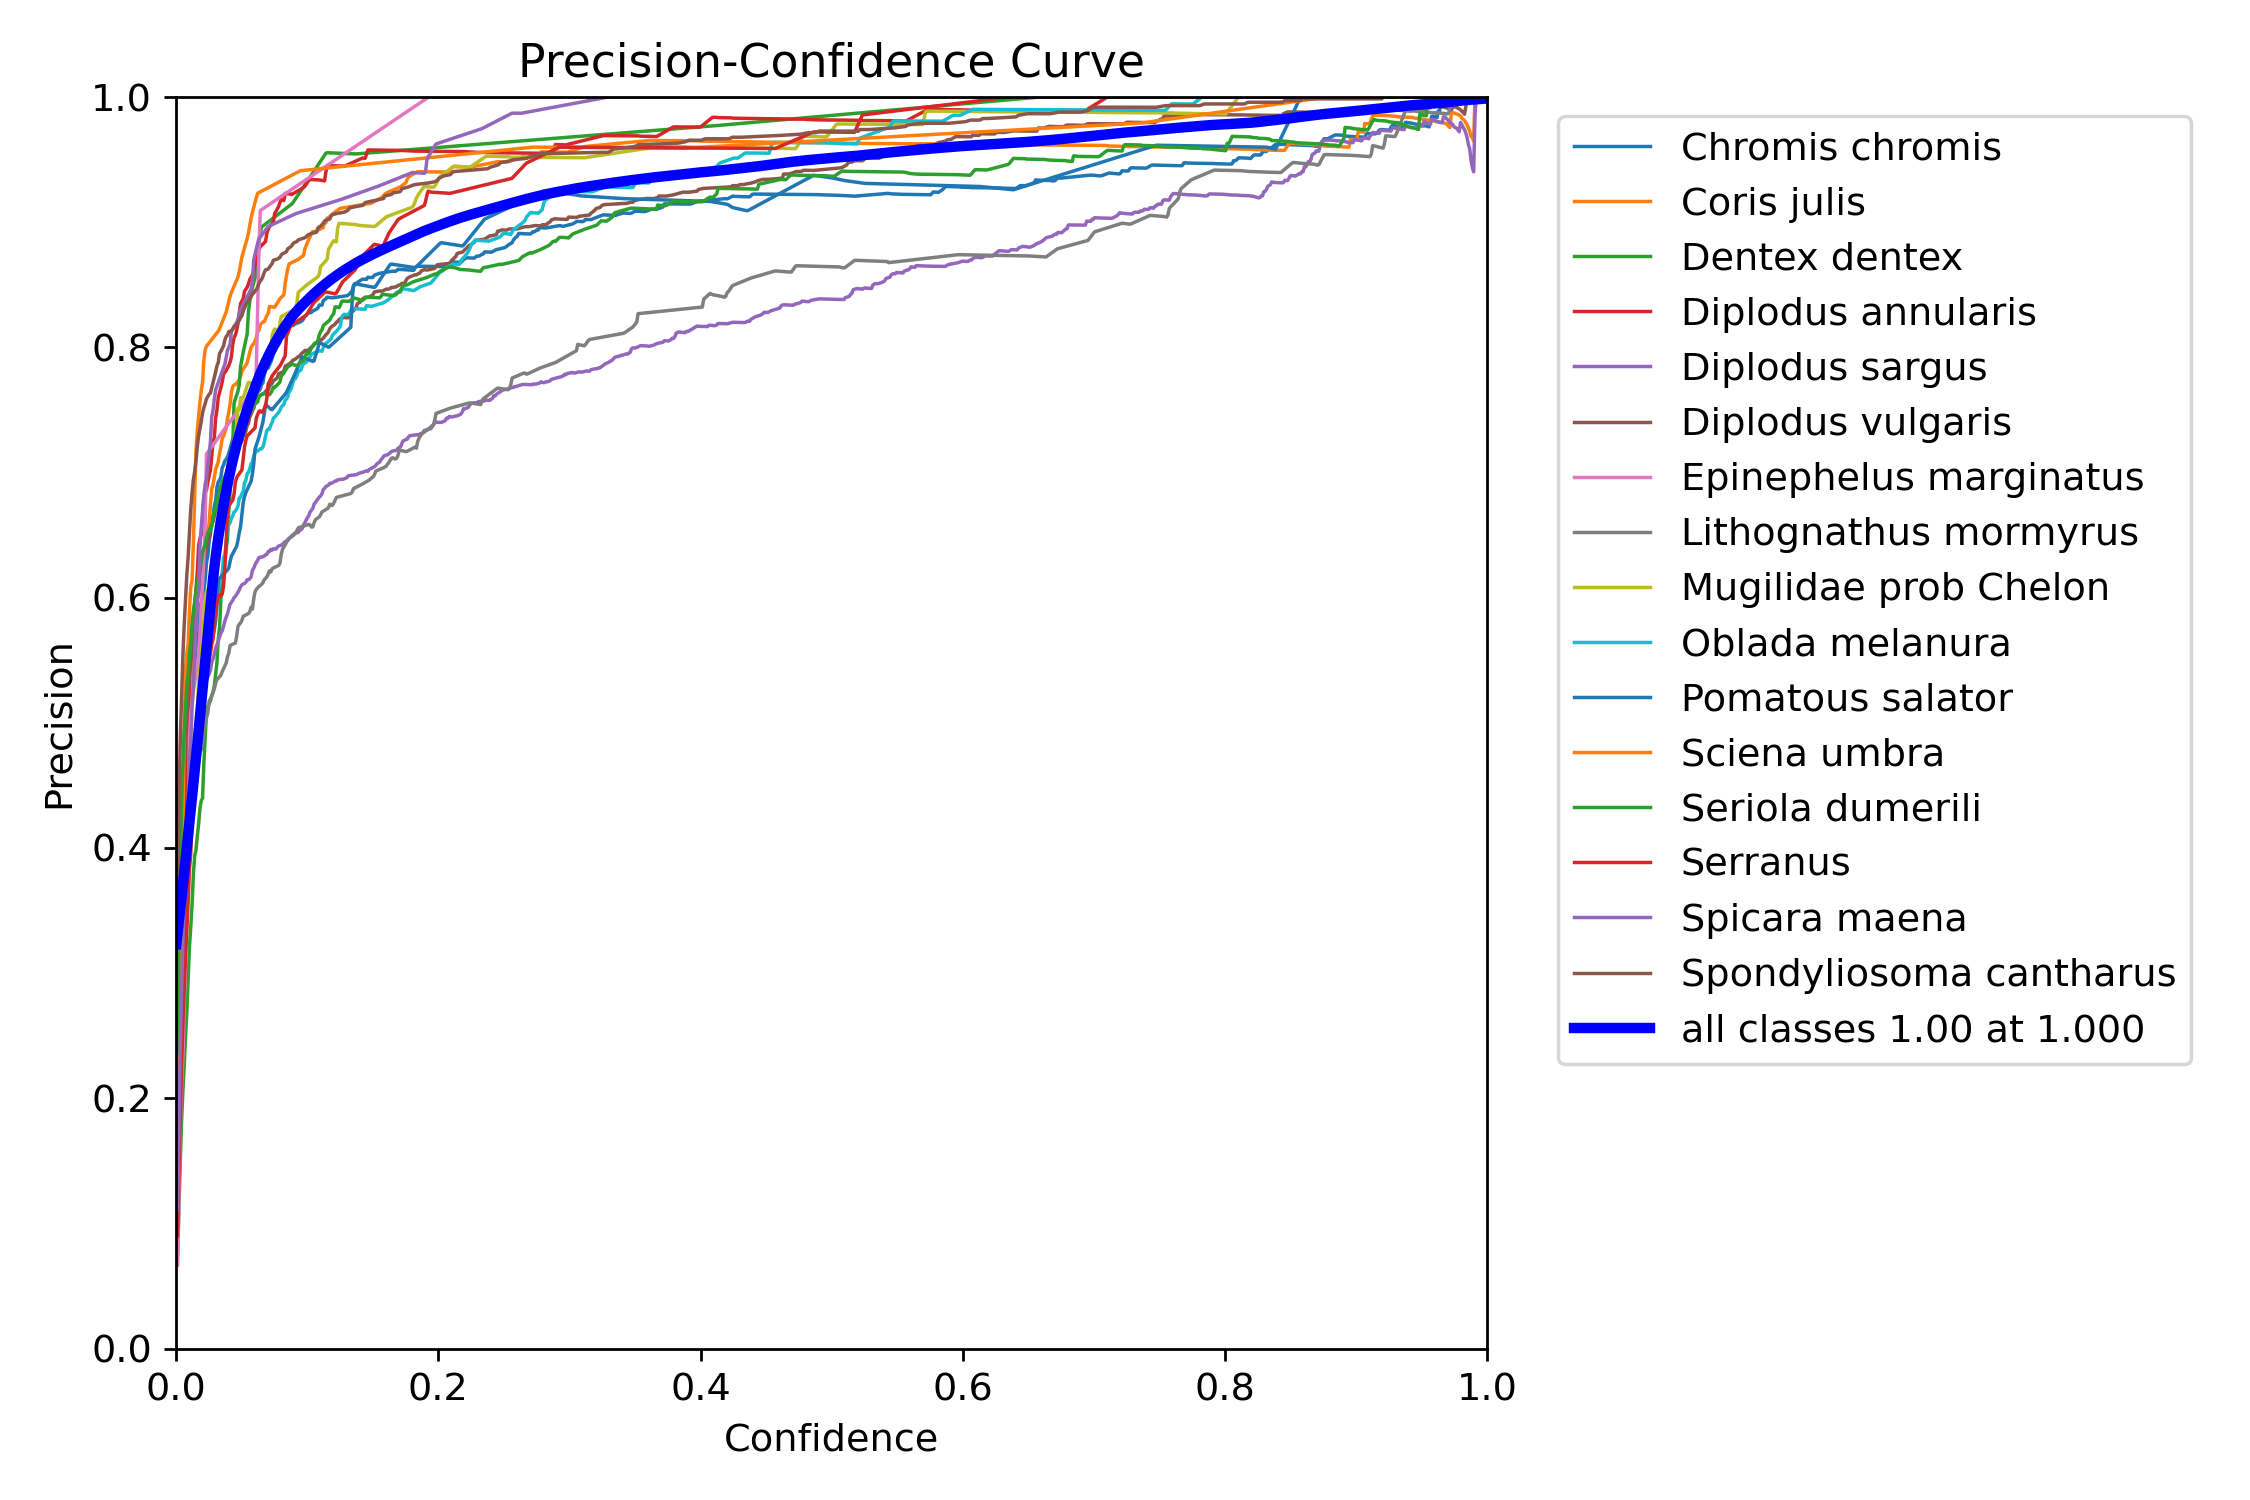 Precision-Confidence Curve
1.0
0.8
0.6
0.4
0.2
0.0
Precision
0.0 0.2 0.4 0.6 0.8 1.0
Confidence
Chromis chromis
Coris julis
Dentex dentex
Diplodus annularis
Diplodus sargus
Diplodus vulgaris
Epinephelus marginatus
Lithognathus mormyrus
Mugilidae prob Chelon
Oblada melanura
Pomatous salator
Sciena umbra
Seriola dumerili
Serranus
Spicara maena
Spondyliosoma cantharus
all classes 1.00 at 1.000